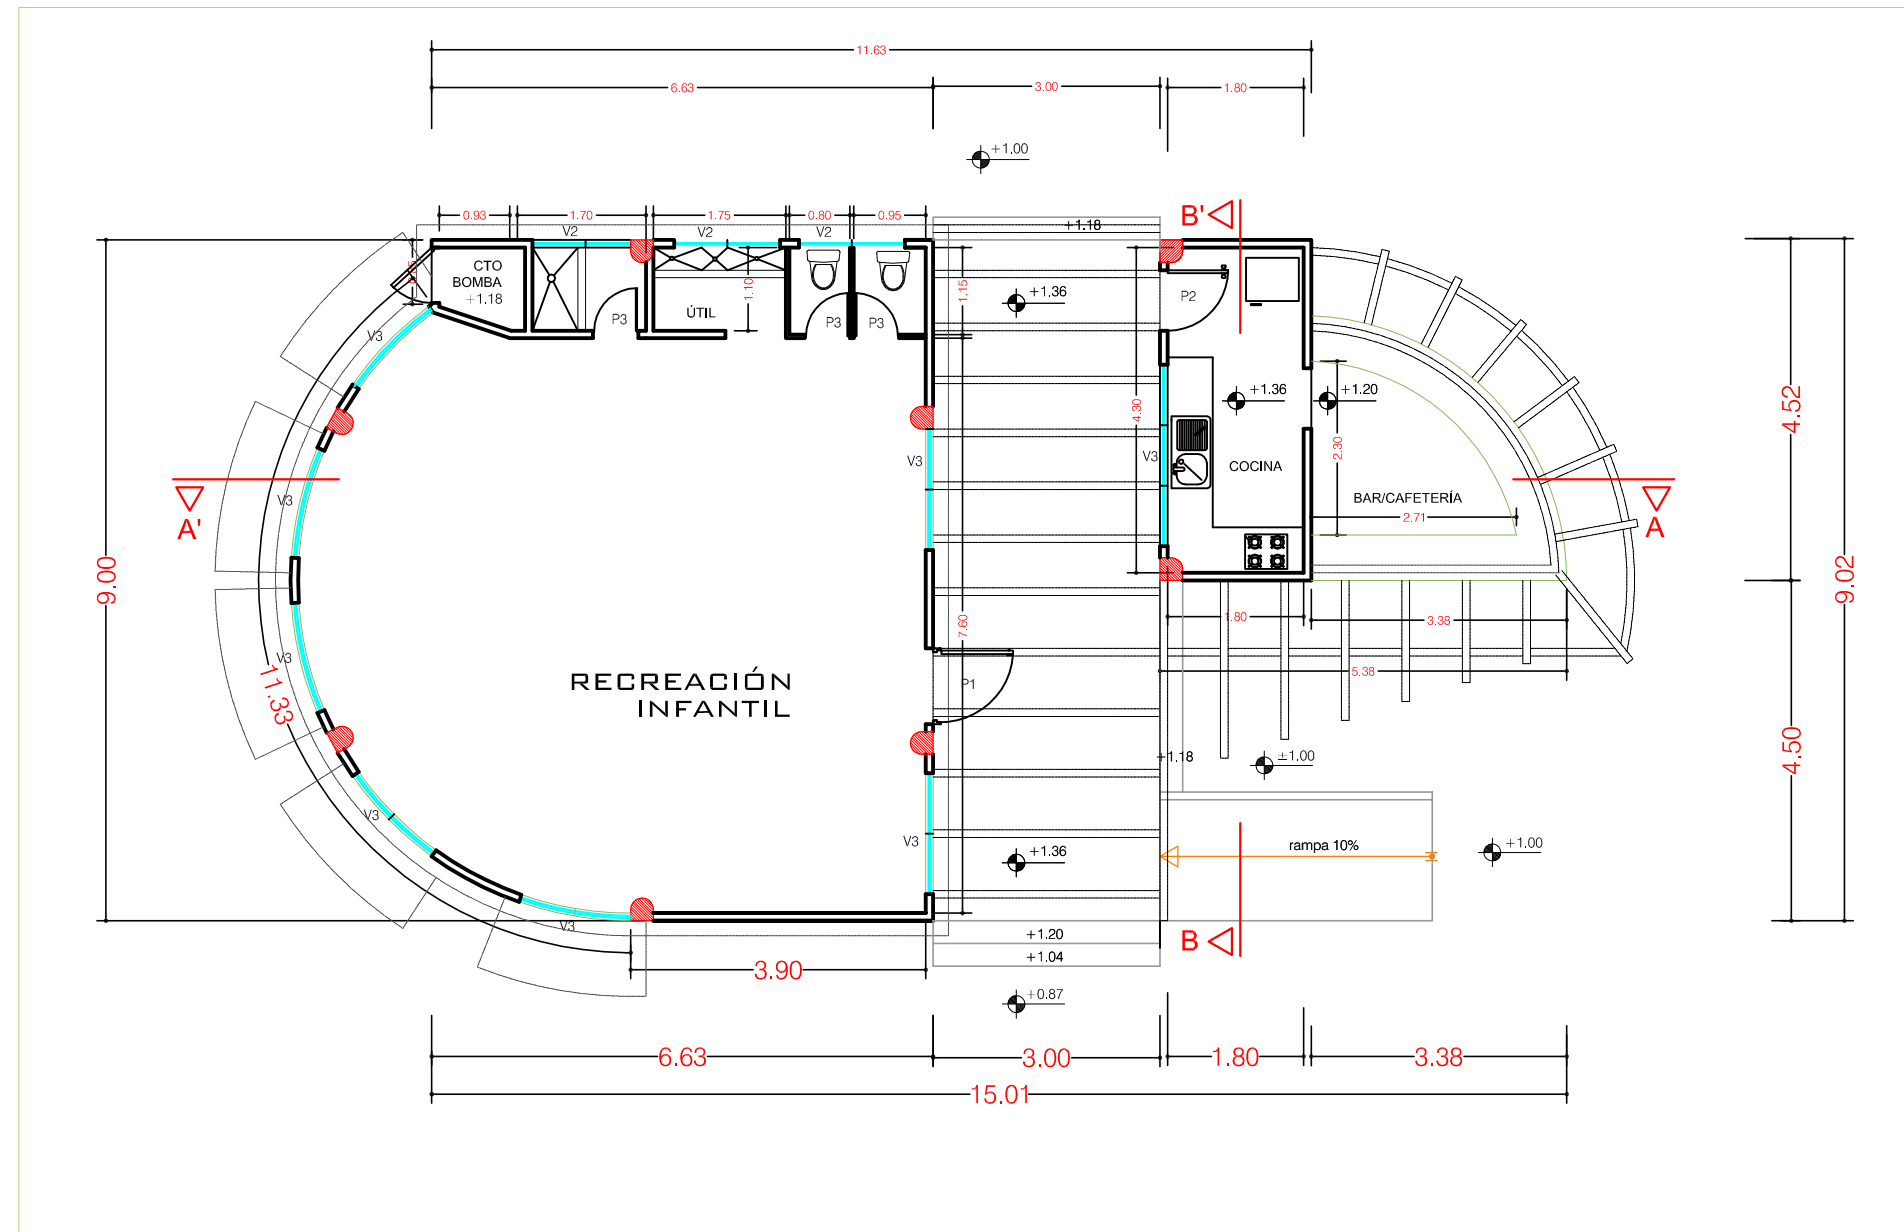 11.63
6.63
3.00
1.80
+1.00
0.93
1.70
1.75
0.80
0.95
B'
V2
V2
V2
+1.18
CTO
BOMBA
+1.18
P3
ÚTIL
1.10
P3
P3
1.15
+1.36
P2
V3
+1.36
+1.20
4.30
2.30
4.52
V3
V3
COCINA
V3
BAR/CAFETERÍA
2.71
A'
A
9.00
9.02
7.60
1.80
3.38
V3
11.33
RECREACIÓN
INFANTIL
P1
5.38
4.50
+1.18
±1.00
V3
V3
+1.36
rampa 10%
+1.00
V3
+1.20
B
+1.04
3.90
+0.87
6.63
3.00
1.80
3.38
15.01